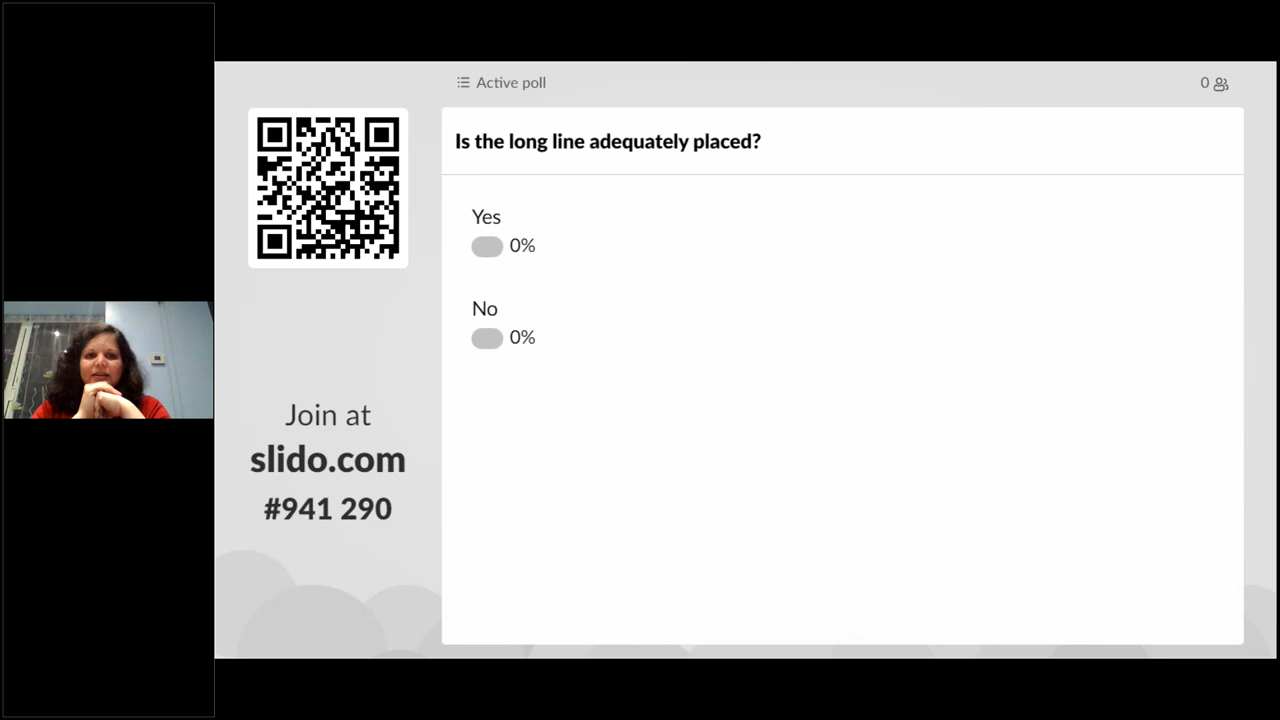 Active poll
0
Is the long line adequately placed?
Yes
0%
No
0%
Join at
slido.com
#941 290